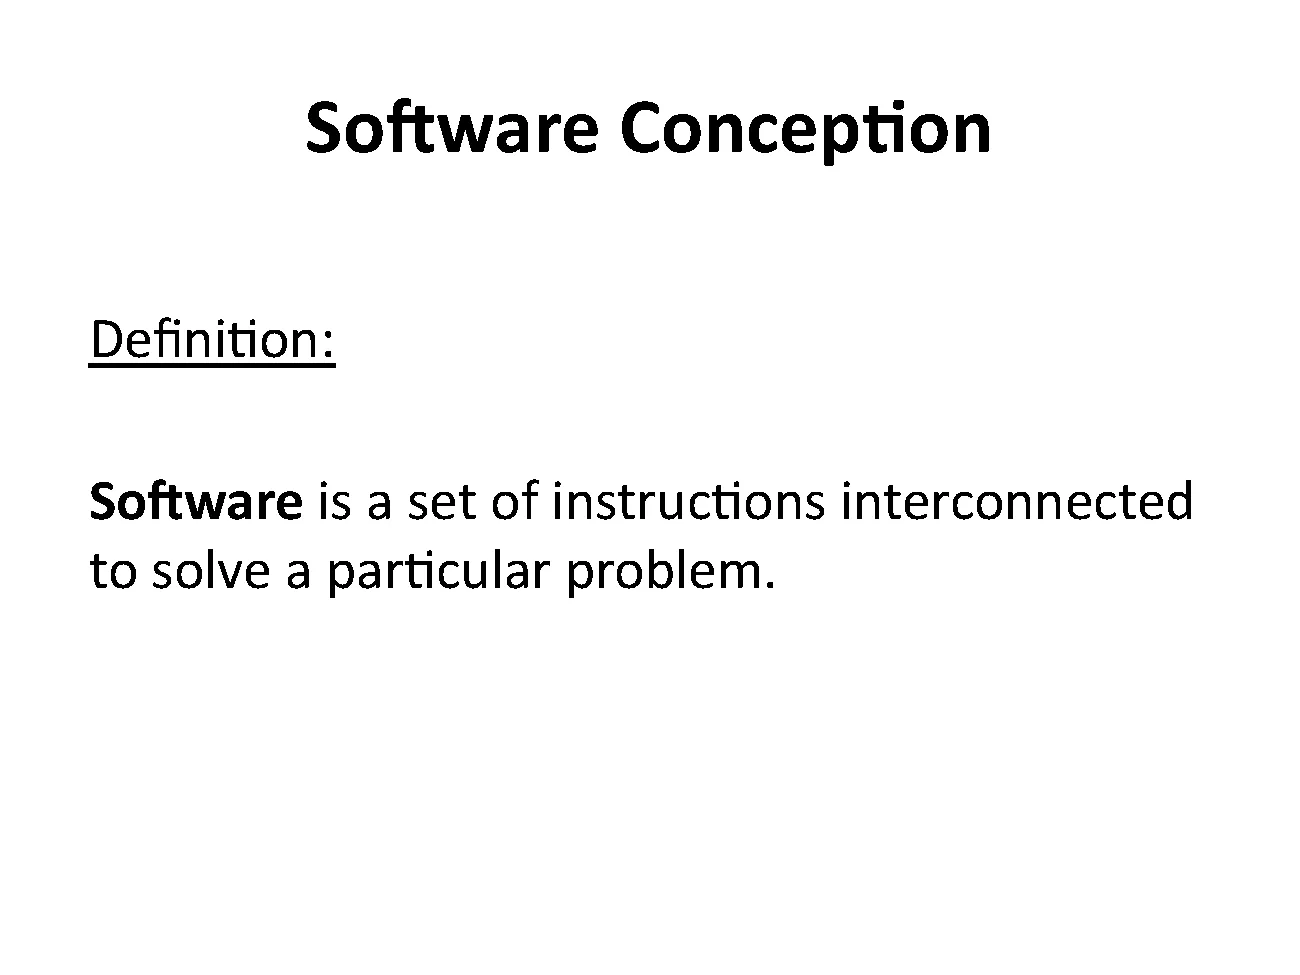 Software Conception
Definition:
Software is a set of instructions interconnected
to solve a particular problem.